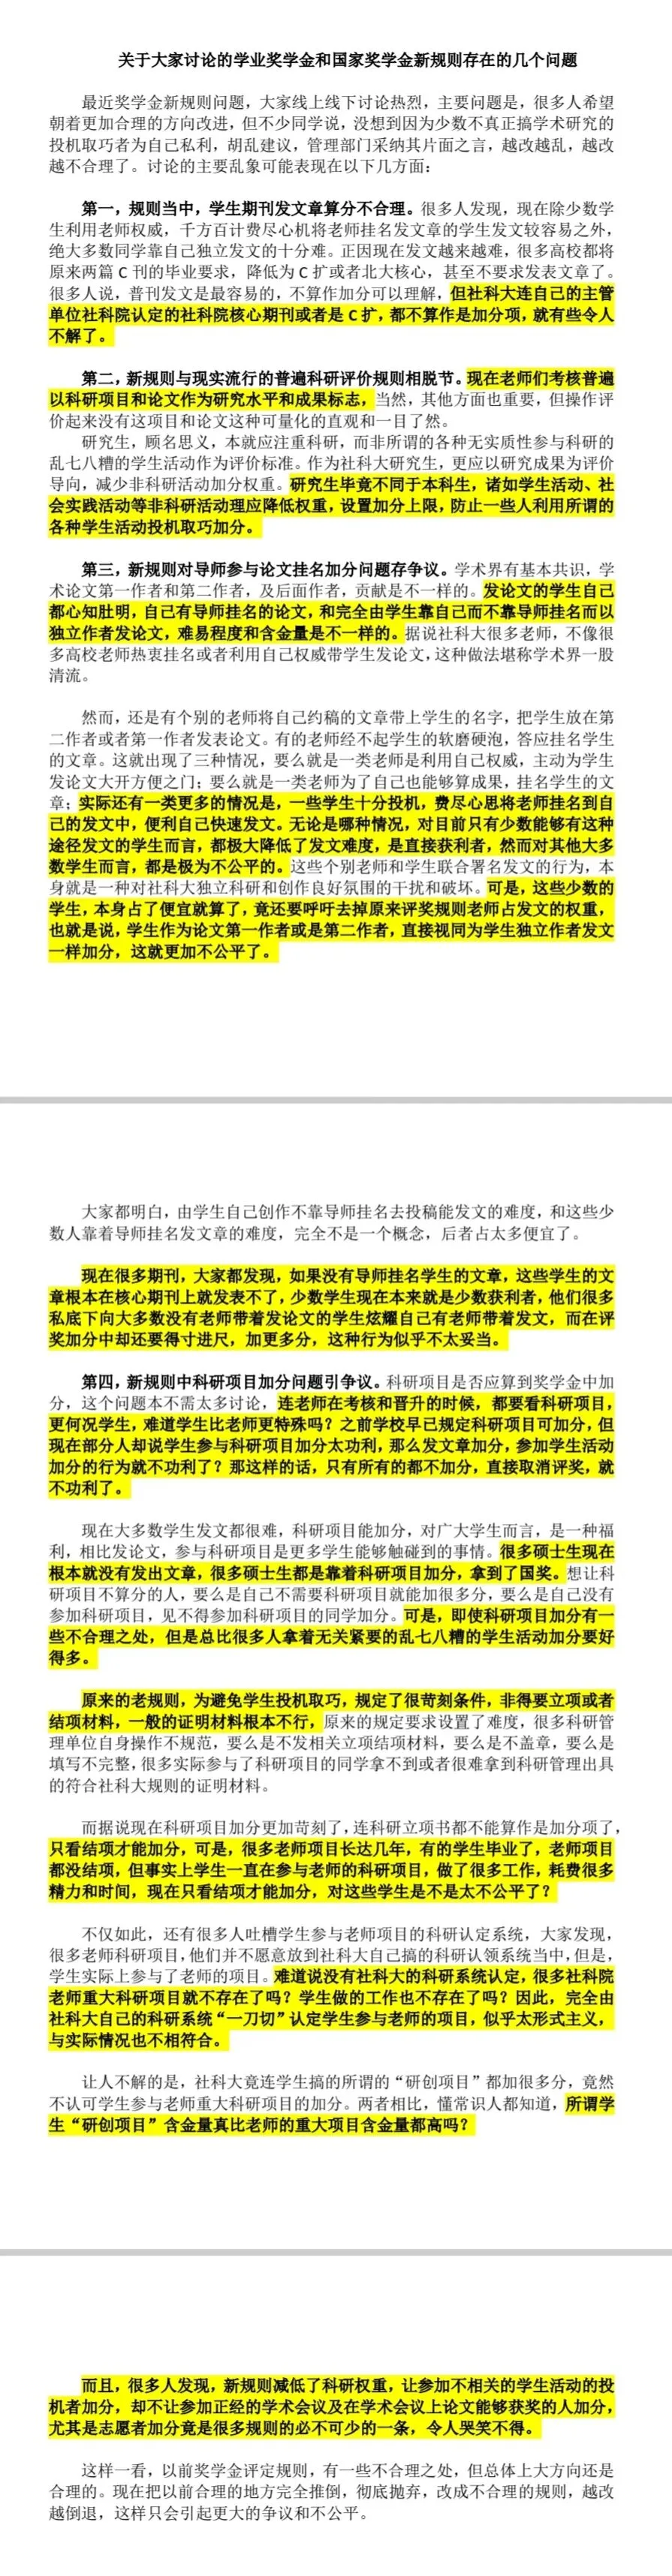 关于大家讨论的学业奖学金和国家奖学金新规则存在的几个问题
最近奖学金新规则问题，大家线上线下讨论热烈，主要问题是，很多人希望
朝着更加合理的方向改进，但不少同学说，没想到因为少数不真正搞学术研究的
投机取巧者为自己私利，胡乱建议，管理部门采纳其片面之言，越改越乱，越改
越不合理了。讨论的主要乱象可能表现在以下几方面：
第一，规则当中，学生期刊发文章算分不合理。很多人发现，现在除少数学
生利用老师权威，千方百计费尽心机将老师挂名发文章的学生发文较容易之外，
绝大多数同学靠自己独立发文的十分难。正因现在发文越来越难，很多高校都将
原来两篇 C 刊的毕业要求，降低为 C 扩或者北大核心，甚至不要求发表文章了。
很多人说，普刊发文是最容易的，不算作加分可以理解，但社科大连自己的主管
单位社科院认定的社科院核心期刊或者是 C 扩，都不算作是加分项，就有些令人
不解了。
第二，新规则与现实流行的普遍科研评价规则相脱节。现在老师们考核普遍
以科研项目和论文作为研究水平和成果标志，当然，其他方面也重要，但操作评
价起来没有这项目和论文这种可量化的直观和一目了然。
研究生，顾名思义，本就应注重科研，而非所谓的各种无实质性参与科研的
乱七八糟的学生活动作为评价标准。作为社科大研究生，更应以研究成果为评价
导向，减少非科研活动加分权重。研究生毕竟不同于本科生，诸如学生活动、社
会实践活动等非科研活动理应降低权重，设置加分上限，防止一些人利用所谓的
各种学生活动投机取巧加分。
第三，新规则对导师参与论文挂名加分问题存争议。学术界有基本共识，学
术论文第一作者和第二作者，及后面作者，贡献是不一样的。发论文的学生自己
都心知肚明，自己有导师挂名的论文，和完全由学生靠自己而不靠导师挂名而以
独立作者发论文，难易程度和含金量是不一样的。据说社科大很多老师，不像很
多高校老师热衷挂名或者利用自己权威带学生发论文，这种做法堪称学术界一股
清流。
然而，还是有个别的老师将自己约稿的文章带上学生的名字，把学生放在第
二作者或者第一作者发表论文。有的老师经不起学生的软磨硬泡，答应挂名学生
的文章。这就出现了三种情况，要么就是一类老师是利用自己权威，主动为学生
发论文大开方便之门；要么就是一类老师为了自己也能够算成果，挂名学生的文
章；实际还有一类更多的情况是，一些学生十分投机，费尽心思将老师挂名到自
己的发文中，便利自己快速发文。无论是哪种情况，对目前只有少数能够有这种
途径发文的学生而言，都极大降低了发文难度，是直接获利者，然而对其他大多
数学生而言，都是极为不公平的。这些个别老师和学生联合署名发文的行为，本
身就是一种对社科大独立科研和创作良好氛围的干扰和破坏。可是，这些少数的
学生，本身占了便宜就算了，竟还要呼吁去掉原来评奖规则老师占发文的权重，
也就是说，学生作为论文第一作者或是第二作者，直接视同为学生独立作者发文
一样加分，这就更加不公平了。
大家都明白，由学生自己创作不靠导师挂名去投稿能发文的难度，和这些少
数人靠着导师挂名发文章的难度，完全不是一个概念，后者占太多便宜了。
现在很多期刊，大家都发现，如果没有导师挂名学生的文章，这些学生的文
章根本在核心期刊上就发表不了，少数学生现在本来就是少数获利者，他们很多
私底下向大多数没有老师带着发论文的学生炫耀自己有老师带着发文，而在评
奖加分中却还要得寸进尺，加更多分，这种行为似乎不太妥当。
第四，新规则中科研项目加分问题引争议。科研项目是否应算到奖学金中加
分，这个问题本不需太多讨论，连老师在考核和晋升的时候，都要看科研项目，
更何况学生，难道学生比老师更特殊吗？之前学校早已规定科研项目可加分，但
现在部分人却说学生参与科研项目加分太功利，那么发文章加分，参加学生活动
加分的行为就不功利了？那这样的话，只有所有的都不加分，直接取消评奖，就
不功利了。
现在大多数学生发文都很难，科研项目能加分，对广大学生而言，是一种福
利，相比发论文，参与科研项目是更多学生能够触碰到的事情。很多硕士生现在
根本就没有发出文章，很多硕士生都是靠着科研项目加分，拿到了国奖。想让科
研项目不算分的人，要么是自己不需要科研项目就能加很多分，要么是自己没有
参加科研项目，见不得参加科研项目的同学加分。可是，即使科研项目加分有一
些不合理之处，但是总比很多人拿着无关紧要的乱七八糟的学生活动加分要好
得多。
原来的老规则，为避免学生投机取巧，规定了很苛刻条件，非得要立项或者
结项材料，一般的证明材料根本不行，原来的规定要求设置了难度，很多科研管
理单位自身操作不规范，要么是不发相关立项结项材料，要么是不盖章，要么是
填写不完整，很多实际参与了科研项目的同学拿不到或者很难拿到科研管理出具
的符合社科大规则的证明材料。
而据说现在科研项目加分更加苛刻了，连科研立项书都不能算作是加分项了，
只看结项才能加分，可是，很多老师项目长达几年，有的学生毕业了，老师项目
都没结项，但事实上学生一直在参与老师的科研项目，做了很多工作，耗费很多
精力和时间，现在只看结项才能加分，对这些学生是不是太不公平了？
不仅如此，还有很多人吐槽学生参与老师项目的科研认定系统，大家发现，
很多老师科研项目，他们并不愿意放到社科大自己搞的科研认领系统当中，但是，
学生实际上参与了老师的项目。难道说没有社科大的科研系统认定，很多社科院
老师重大科研项目就不存在了吗？学生做的工作也不存在了吗？因此，完全由
社科大自己的科研系统“一刀切”认定学生参与老师的项目，似乎太形式主义，
与实际情况也不相符合。
让人不解的是，社科大竟连学生搞的所谓的“研创项目”都加很多分，竟然
不认可学生参与老师重大科研项目的加分。两者相比，懂常识人都知道，所谓学
生“研创项目”含金量真比老师的重大项目含金量都高吗？
而且，很多人发现，新规则减低了科研权重，让参加不相关的学生活动的投
机者加分，却不让参加正经的学术会议及在学术会议上论文能够获奖的人加分，
尤其是志愿者加分竟是很多规则的必不可少的一条，令人哭笑不得。
这样一看，以前奖学金评定规则，有一些不合理之处，但总体上大方向还是
合理的。现在把以前合理的地方完全推倒，彻底抛弃，改成不合理的规则，越改
越倒退，这样只会引起更大的争议和不公平。